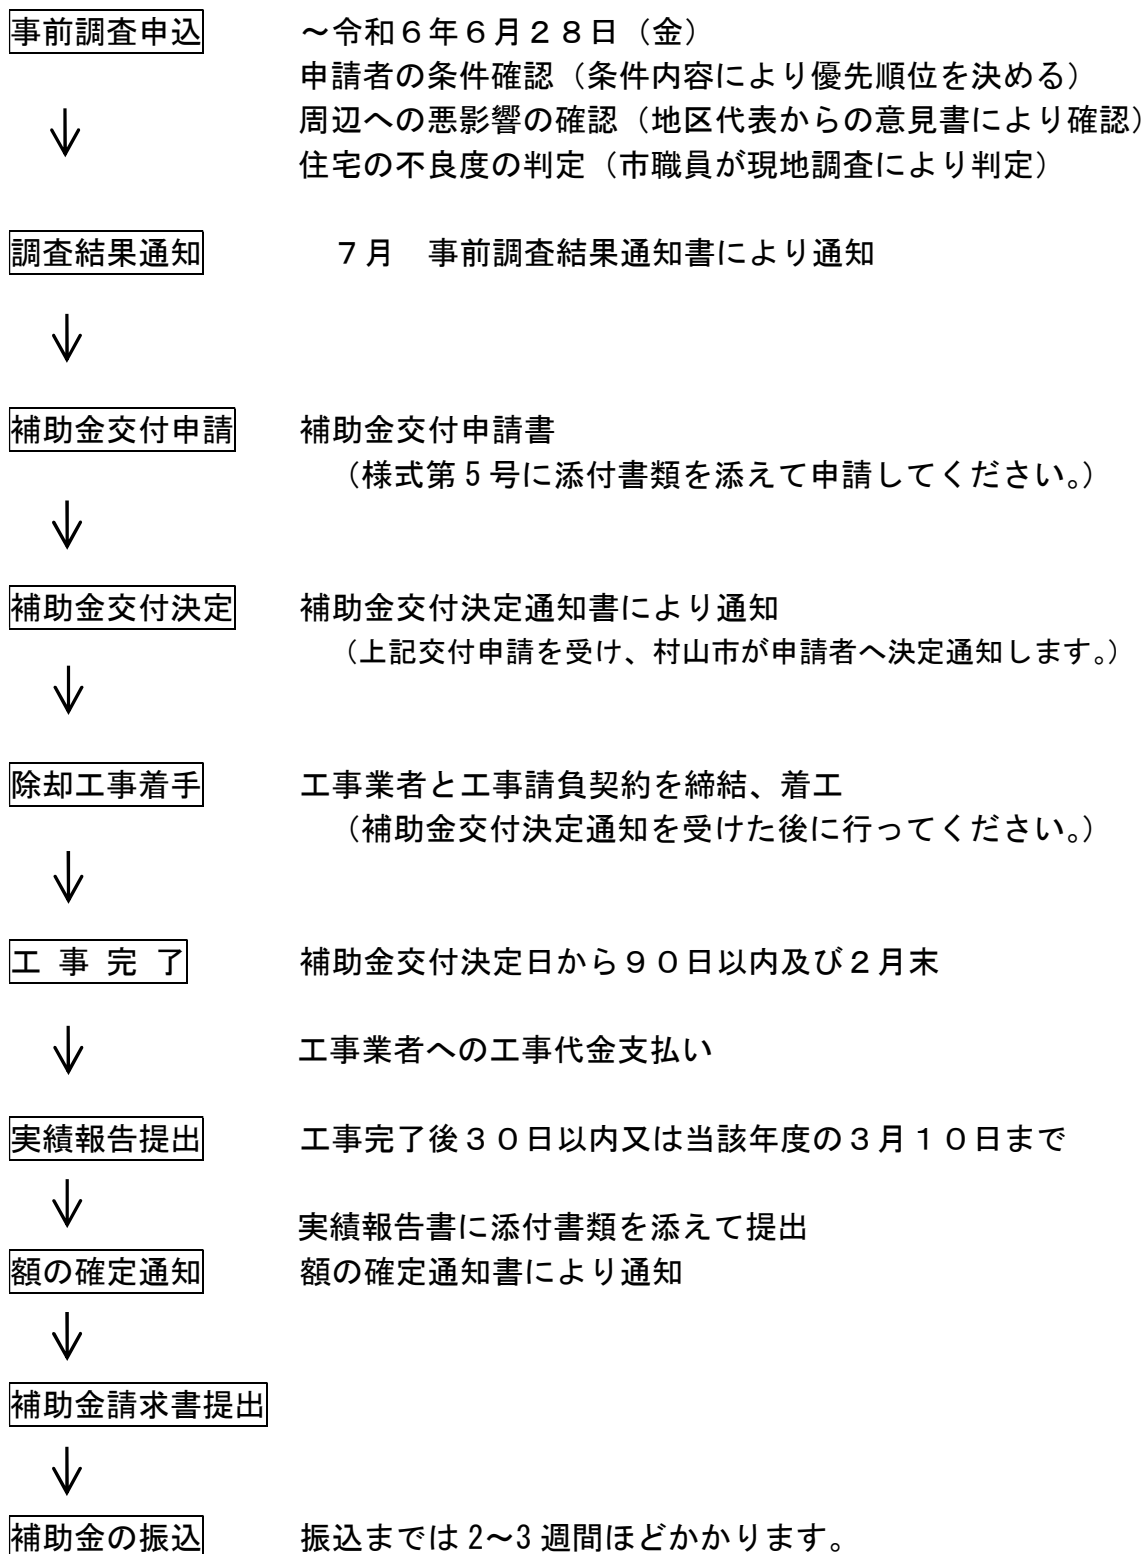 事前調査申込　～令和６年６月２８日（金）
申請者の条件確認（条件内容により優先順位を決める）
周辺への悪影響の確認（地区代表からの意見書により確認）
住宅の不良度の判定（市職員が現地調査により判定）
調査結果通知　７月　事前調査結果通知書により通知
補助金交付申請　補助金交付申請書
（様式第５号に添付書類を添えて申請してください。）
補助金交付決定　補助金交付決定通知書により通知
（上記交付申請を受け、村山市が申請者へ決定通知します。）
除却工事着手　工事業者と工事請負契約を締結、着工
（補助金交付決定通知を受けた後に行ってください。）
工 事 完 了　補助金交付決定日から９０日以内及び２月末
工事業者への工事代金支払い
実績報告提出　工事完了後３０日以内又は当該年度の３月１０日まで
実績報告書に添付書類を添えて提出
額の確定通知　額の確定通知書により通知
補助金請求書提出
補助金の振込　振込までは 2～3 週間ほどかかります。